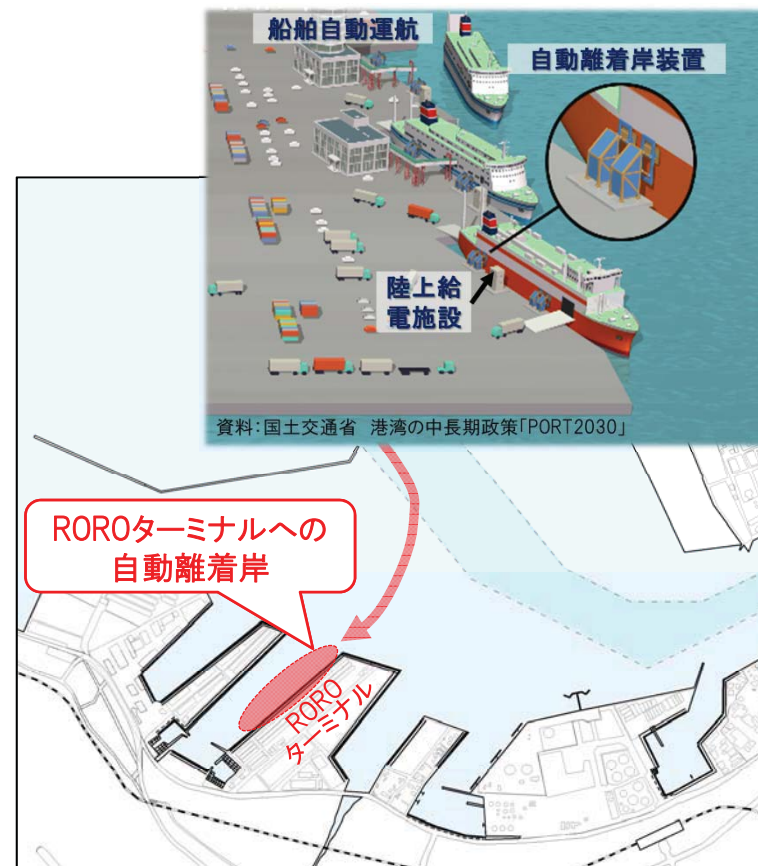 船舶自動運航
自動離着岸装置
陸上給
電施設
資料：国土交通省 港湾の中長期政策「PORT2030」
ROROターミナルへの
自動離着岸
RORO
ターミナル